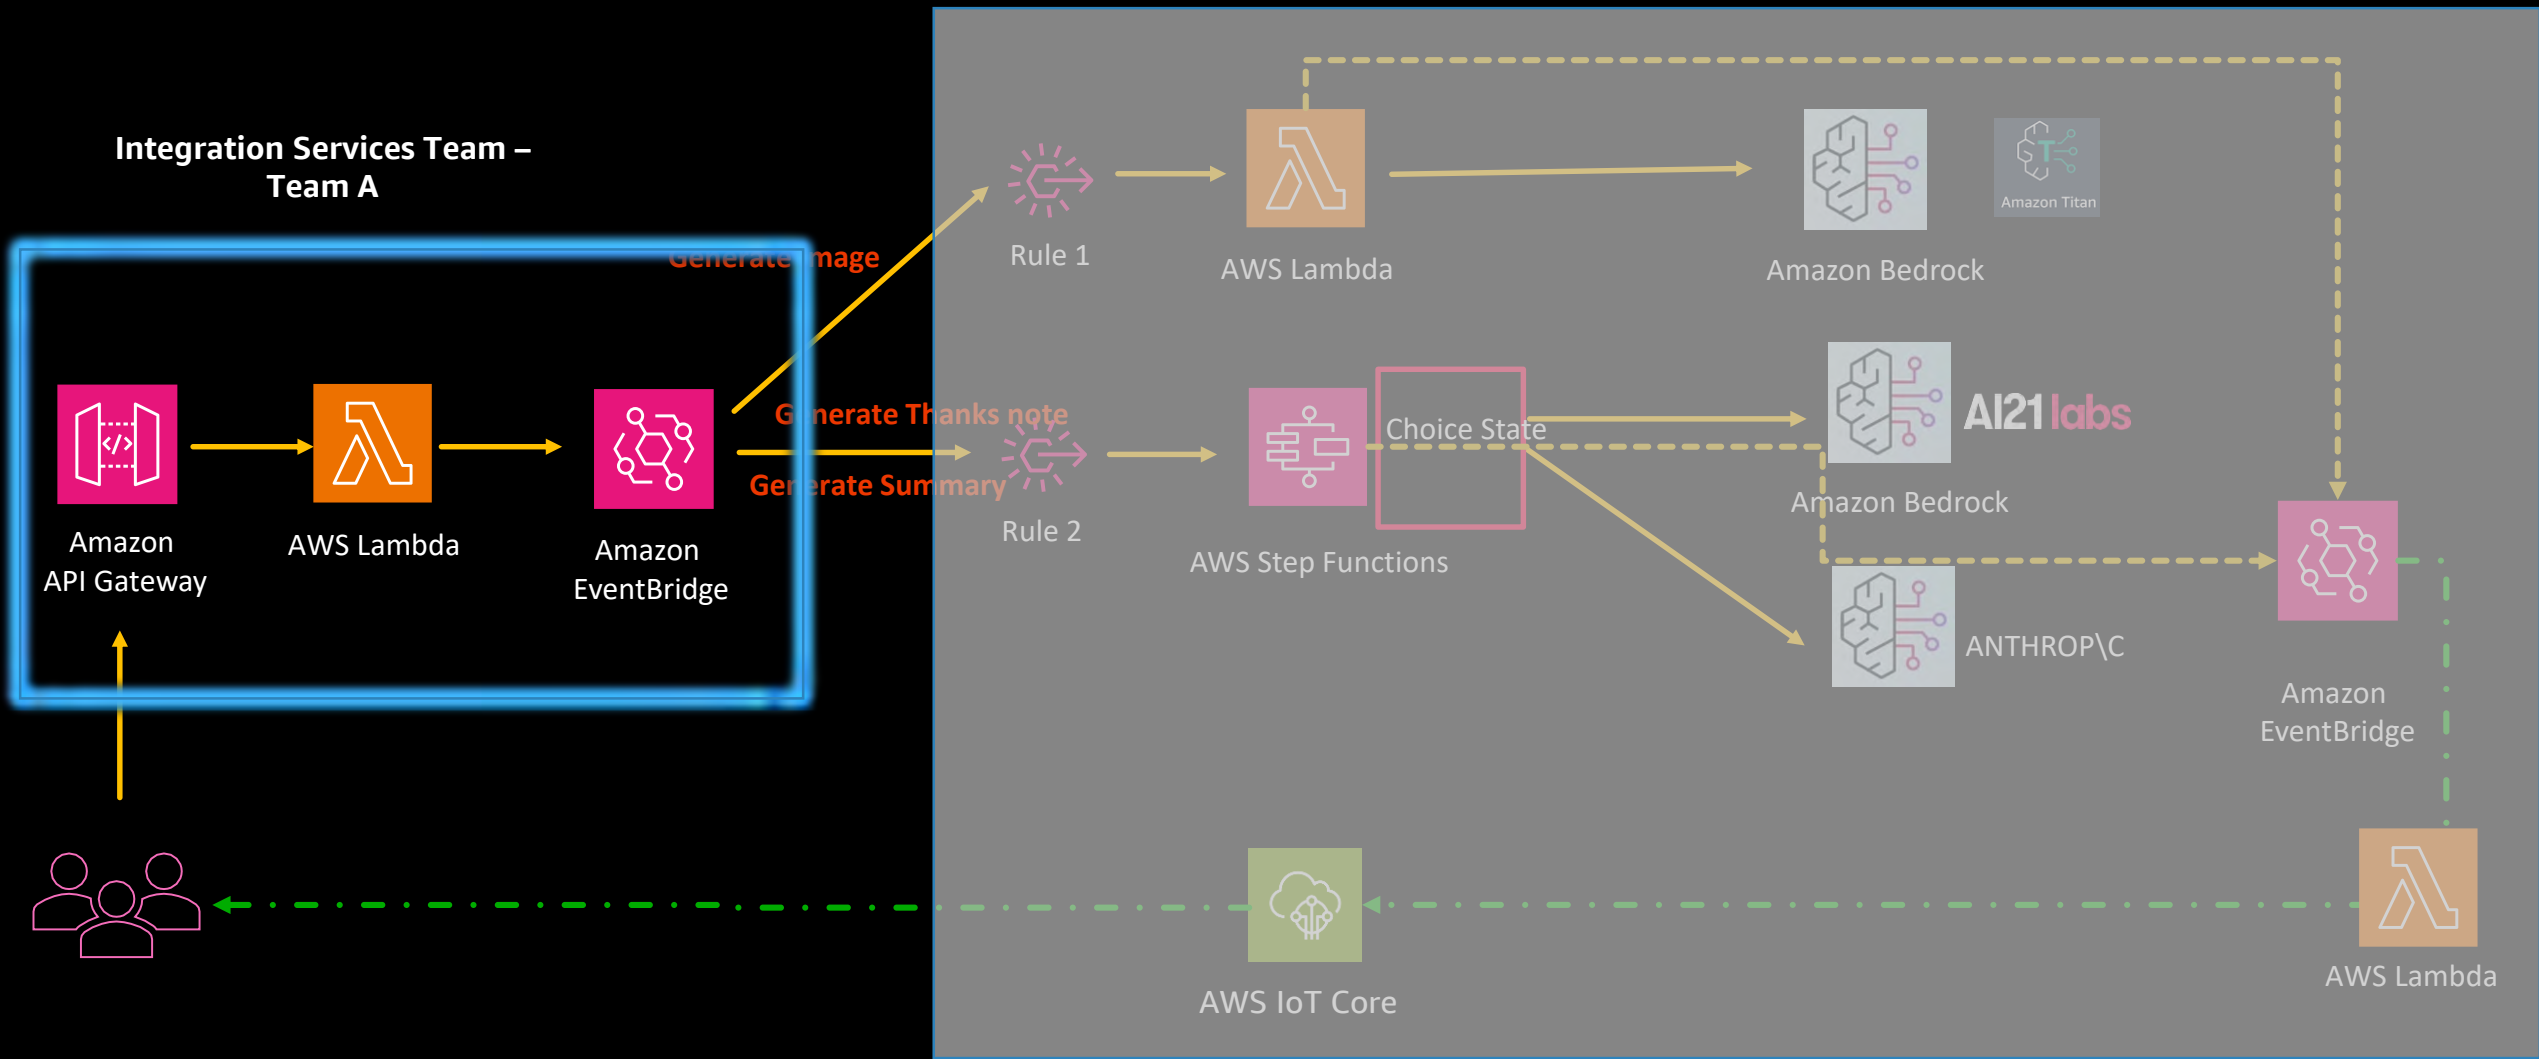 Integration Services Team –
Team A
Generate Image
Generate Thanks note
Generate Summary
Amazon
API Gateway
AWS Lambda
Amazon
EventBridge
Rule 1
AWS Lambda
Amazon Bedrock
Amazon Titan
Rule 2
AWS Step Functions
Choice State
Amazon Bedrock
AI21 labs
ANTHROP\C
Amazon
EventBridge
AWS IoT Core
AWS Lambda